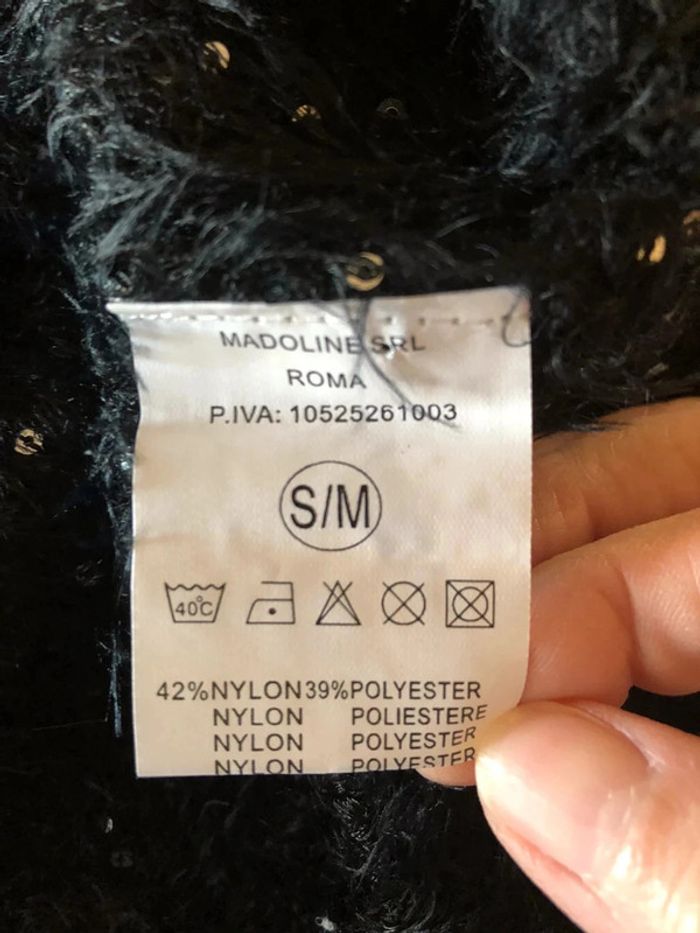 MADOLINE SRL
ROMA
P.IVA: 10525261003
S/M
40°C
42%NYLON39%POLYESTER
NYLON POLIESTERE
NYLON POLYESTER
NYLON POLYESTER